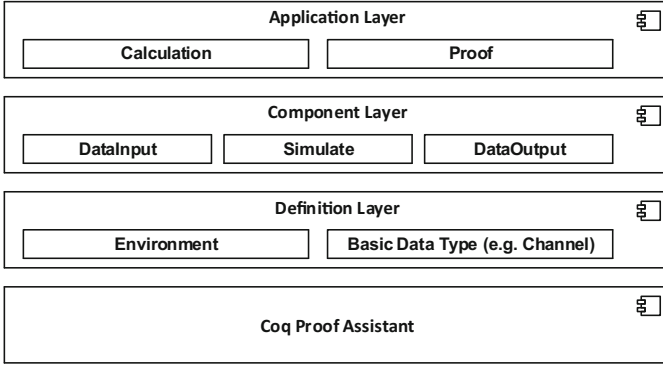 Application Layer
Calculation Proof
Component Layer
DataInput Simulate DataOutput
Definition Layer
Environment Basic Data Type (e.g. Channel)
Coq Proof Assistant